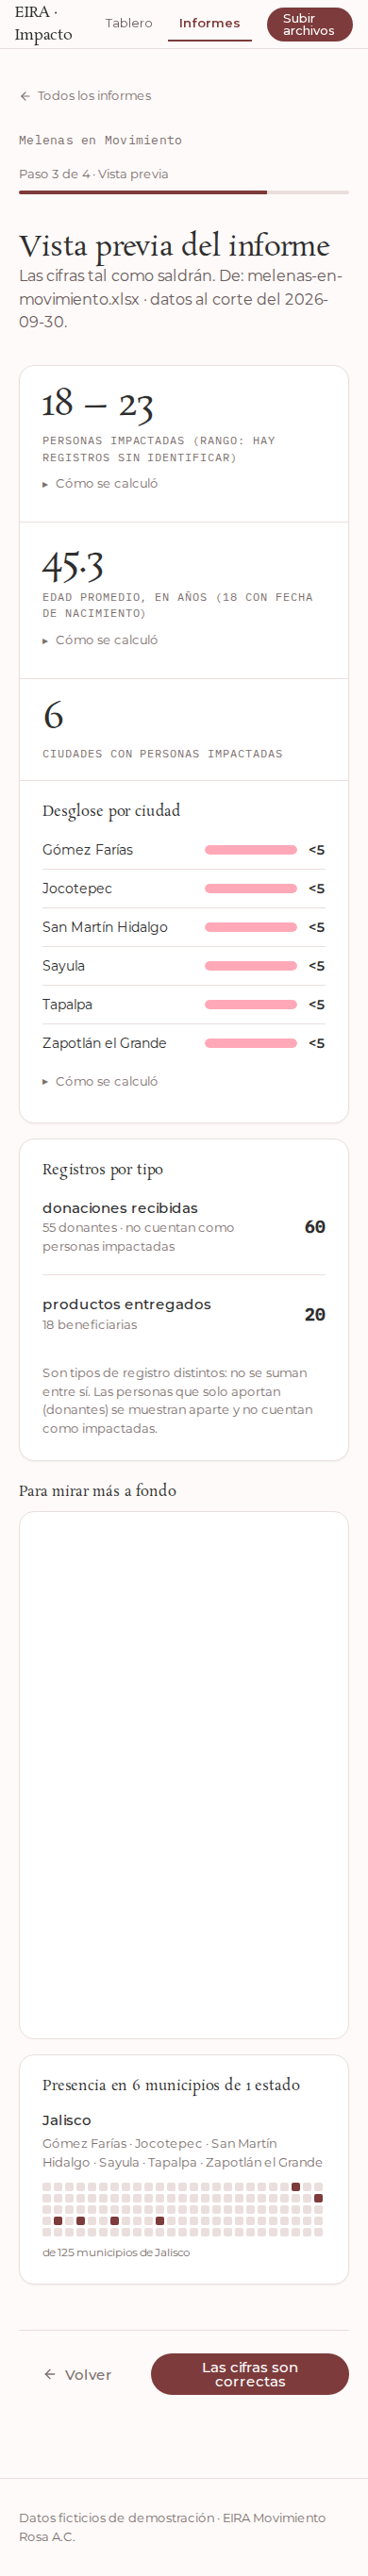 EIRA ·
Impacto
Tablero
Informes
Subir
archivos
← Todos los informes
Melenas en Movimiento
Paso 3 de 4 · Vista previa
Vista previa del informe
Las cifras tal como saldrán. De: melenas-en-
movimiento.xlsx · datos al corte del 2026-
09-30.
18 – 23
PERSONAS IMPACTADAS (RANGO: HAY
REGISTROS SIN IDENTIFICAR)
▸ Cómo se calculó
45.3
EDAD PROMEDIO, EN AÑOS (18 CON FECHA
DE NACIMIENTO)
▸ Cómo se calculó
6
CIUDADES CON PERSONAS IMPACTADAS
Desglose por ciudad
Gómez Farías <5
Jocotepec <5
San Martín Hidalgo <5
Sayula <5
Tapalpa <5
Zapotlán el Grande <5
▸ Cómo se calculó
Registros por tipo
donaciones recibidas
55 donantes · no cuentan como
personas impactadas
60
productos entregados
18 beneficiarias
20
Son tipos de registro distintos: no se suman
entre sí. Las personas que solo aportan
(donantes) se muestran aparte y no cuentan
como impactadas.
Para mirar más a fondo
Presencia en 6 municipios de 1 estado
Jalisco
Gómez Farías · Jocotepec · San Martín
Hidalgo · Sayula · Tapalpa · Zapotlán el Grande
de 125 municipios de Jalisco
← Volver
Las cifras son
correctas
Datos ficticios de demostración · EIRA Movimiento
Rosa A.C.